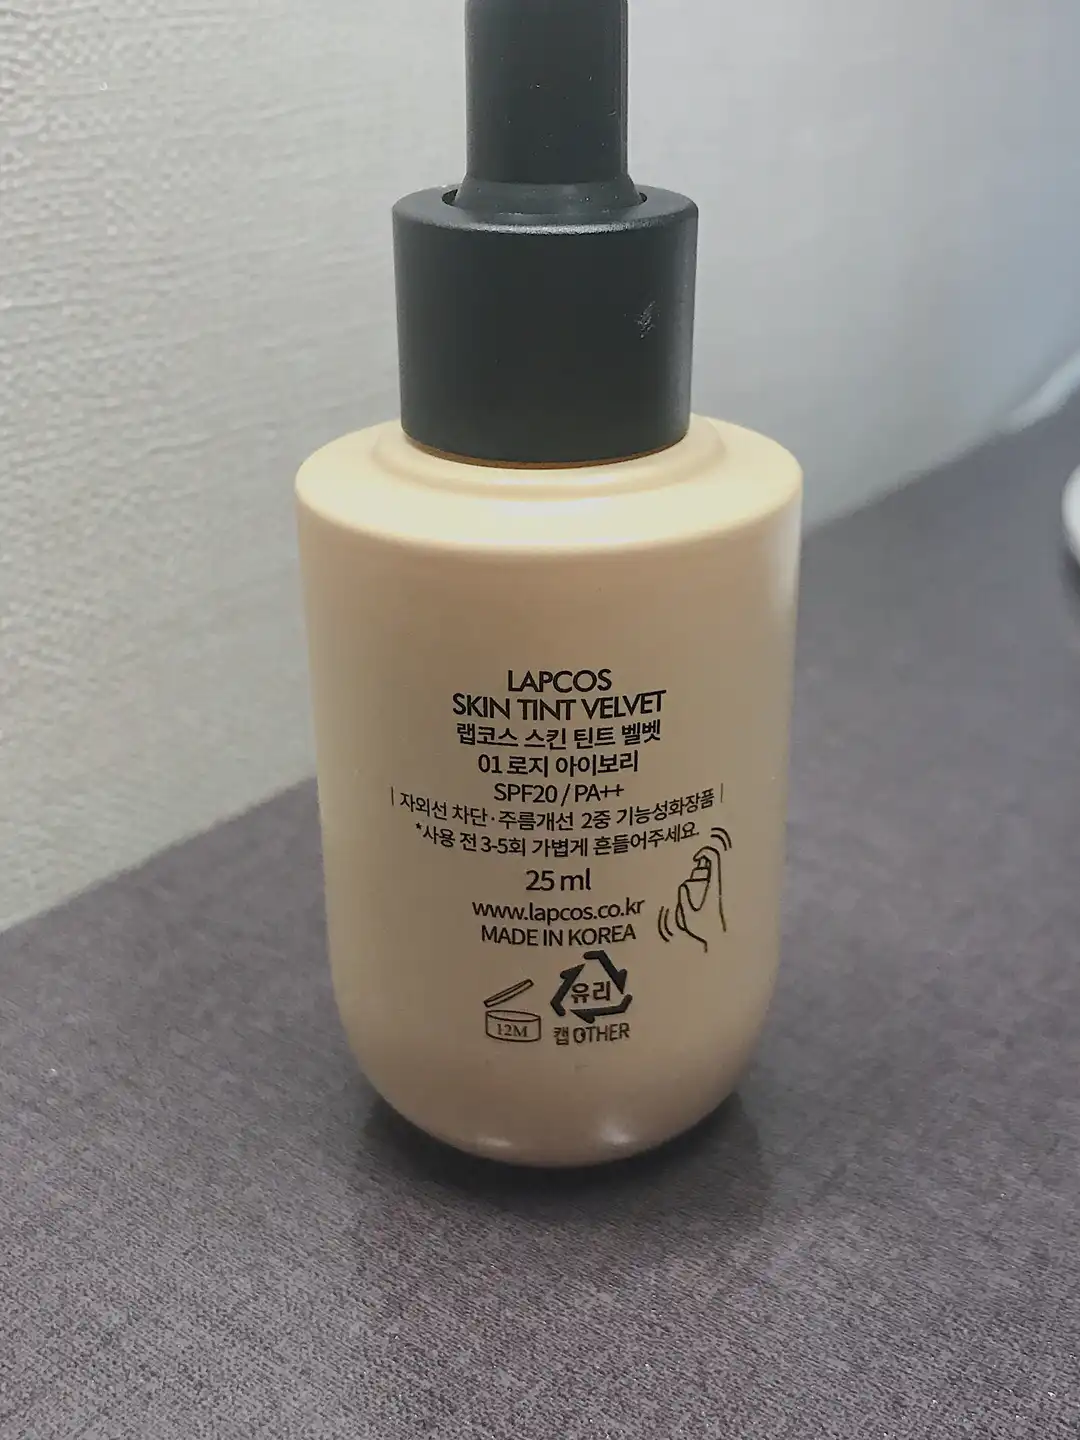 LAPCOS
SKIN TINT VELVET
랩코스 스킨 틴트 벨벳
01 로지 아이보리
SPF20 / PA++
| 자외선 차단·주름개선 2중 기능성화장품 |
*사용 전 3-5회 가볍게 흔들어주세요.
25 ml
www.lapcos.co.kr
MADE IN KOREA
유리
12M
캡 OTHER